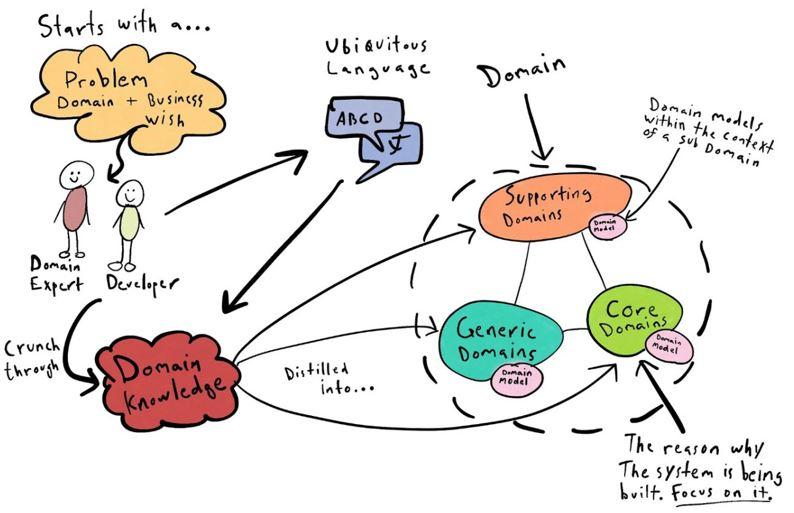 Starts with a...
Problem
Domain + Business
Wish
Domain
Expert
Developer
Crunch
through
Domain
Knowledge
Ubiquitous
Language
ABCD
Distilled
into...
Domain
Supporting
Domains
Domain
Model
Generic
Domains
Domain
Model
Core
Domains
Domain
Model
Domain models
within the context
of a sub Domain
The reason why
The system is being
built. Focus on it.